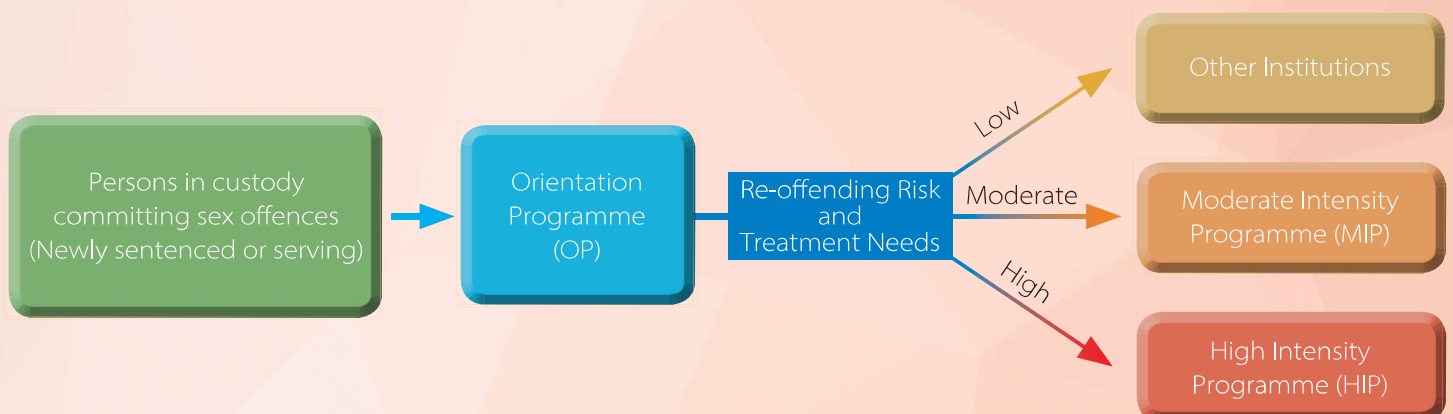 Persons in custody
committing sex offences
(Newly sentenced or serving)
Orientation
Programme
(OP)
Re-offending Risk
and
Treatment Needs
Low
Moderate
High
Other Institutions
Moderate Intensity
Programme (MIP)
High Intensity
Programme (HIP)